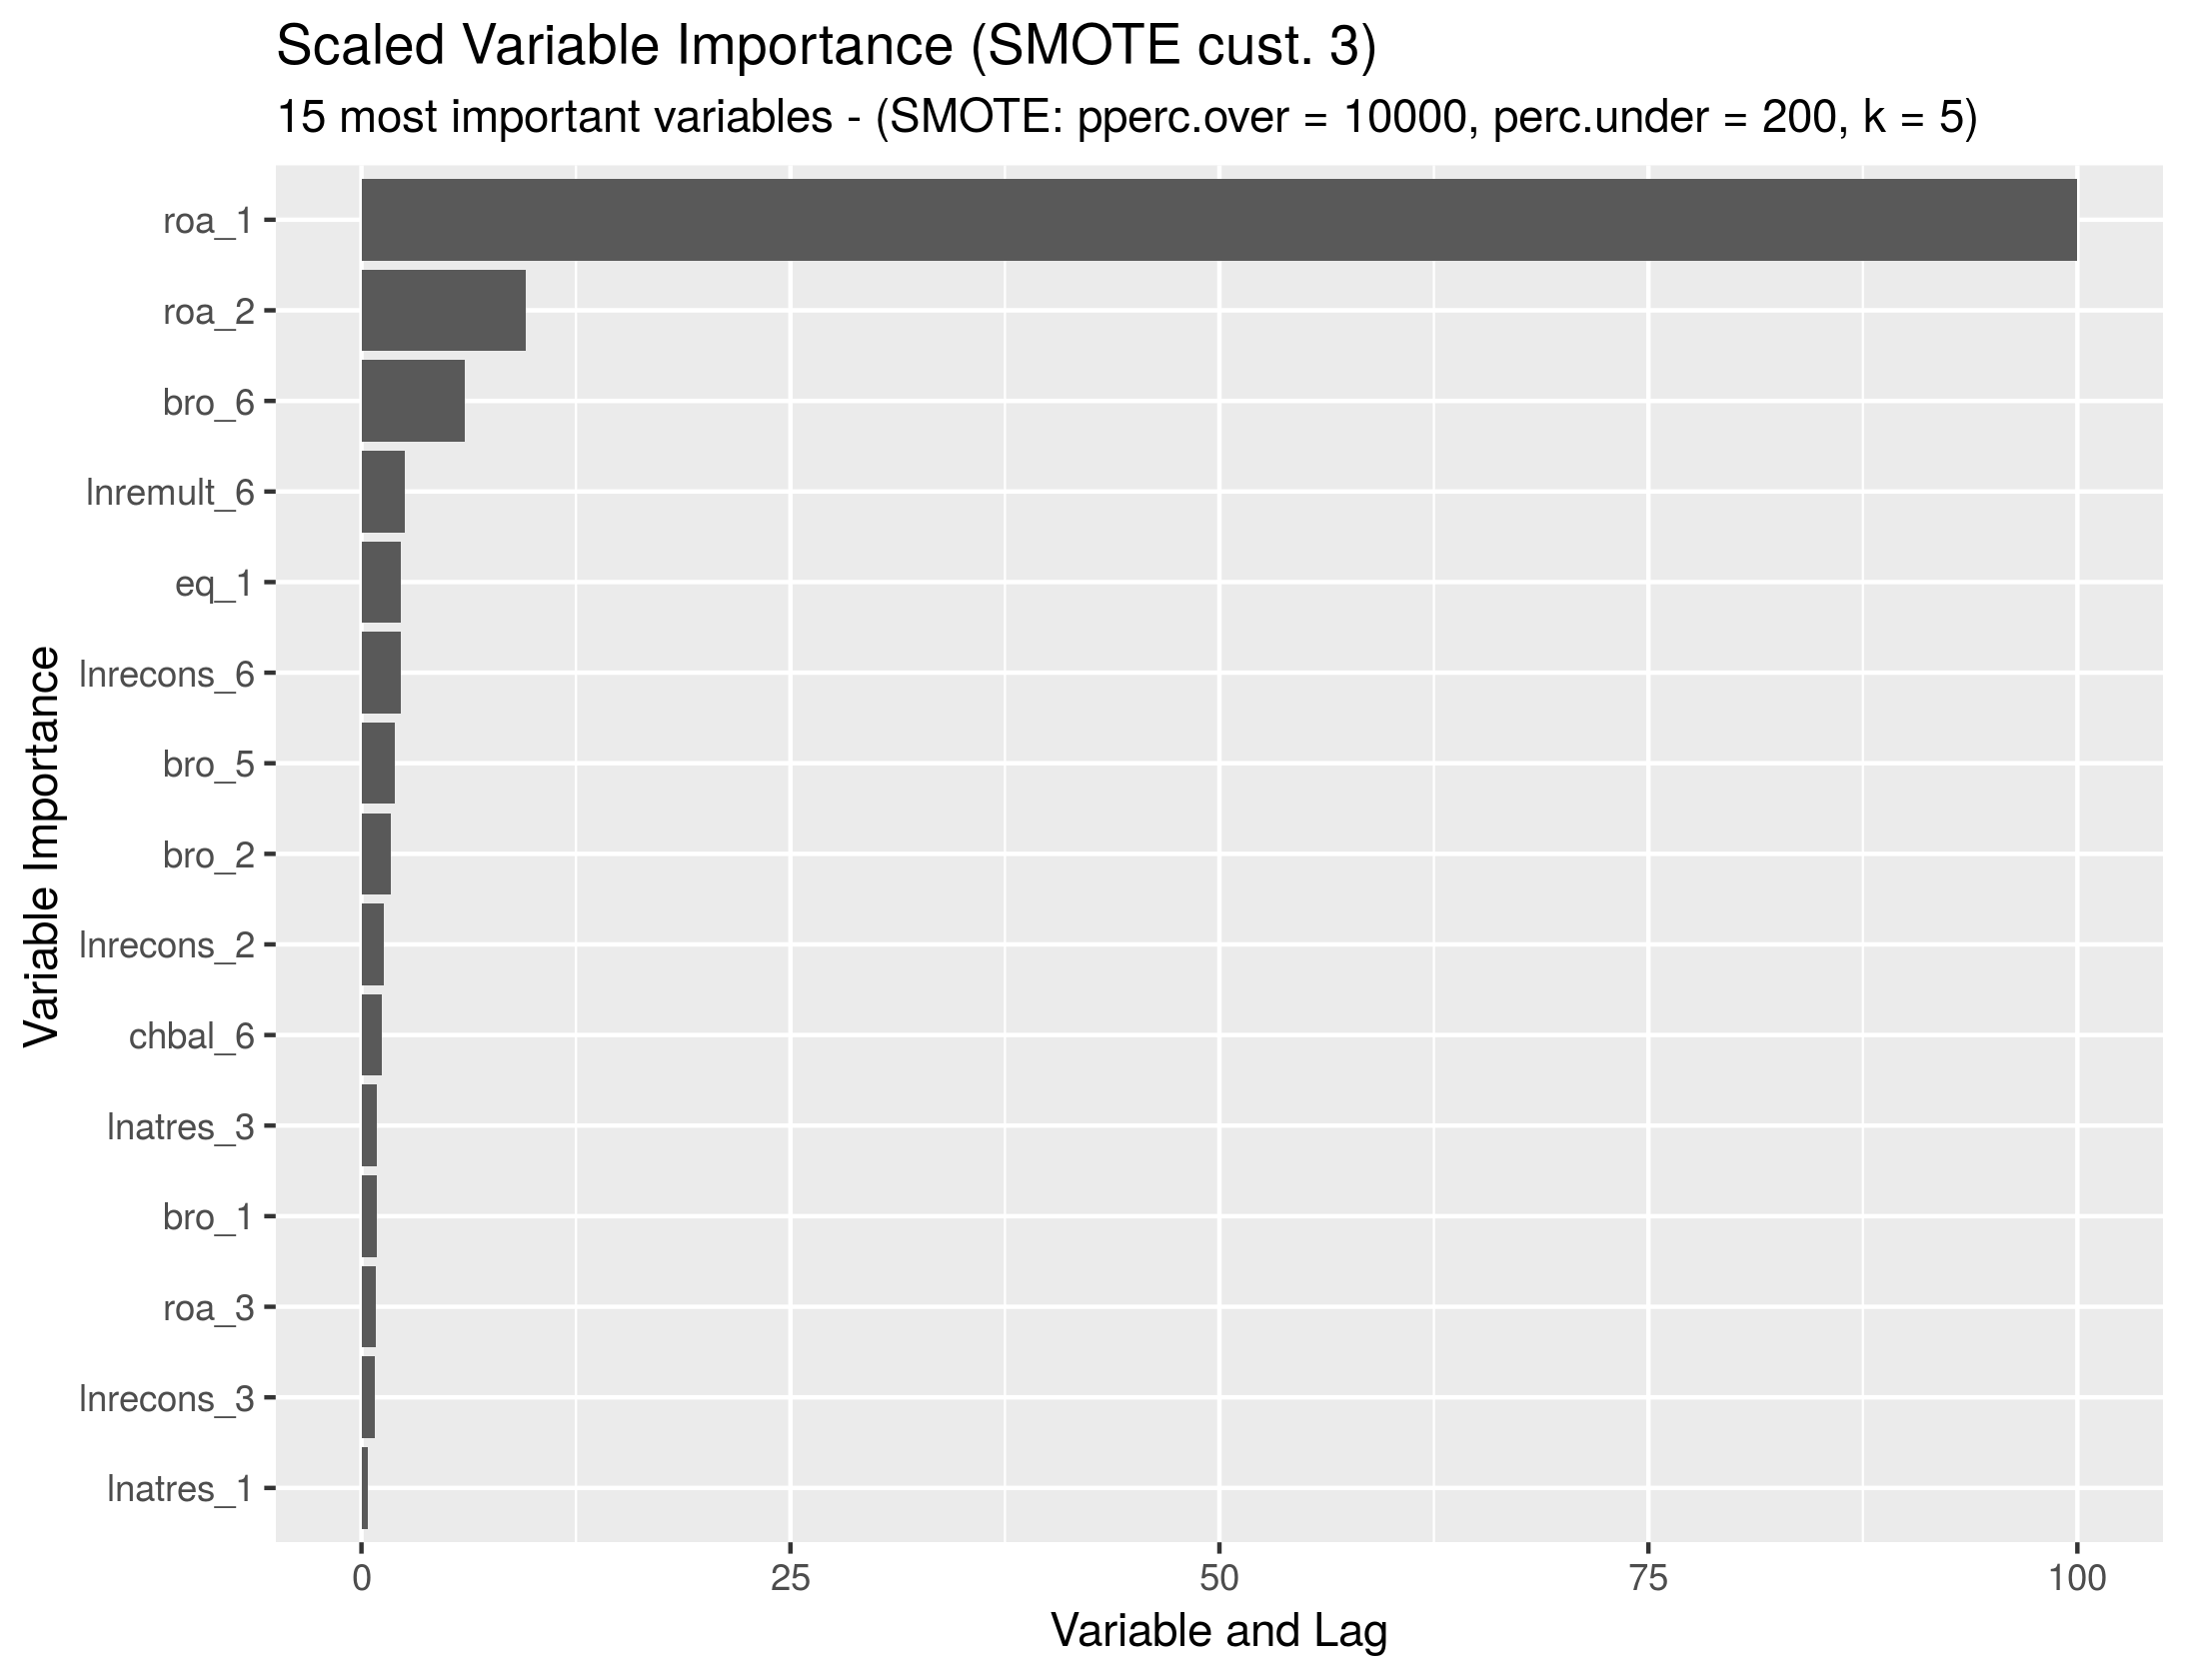 Scaled Variable Importance (SMOTE cust. 3)
15 most important variables - (SMOTE: pperc.over = 10000, perc.under = 200, k = 5)
Variable Importance
roa_1
roa_2
bro_6
lnremult_6
eq_1
lnrecons_6
bro_5
bro_2
lnrecons_2
chbal_6
lnatres_3
bro_1
roa_3
lnrecons_3
lnatres_1
0 25 50 75 100
Variable and Lag